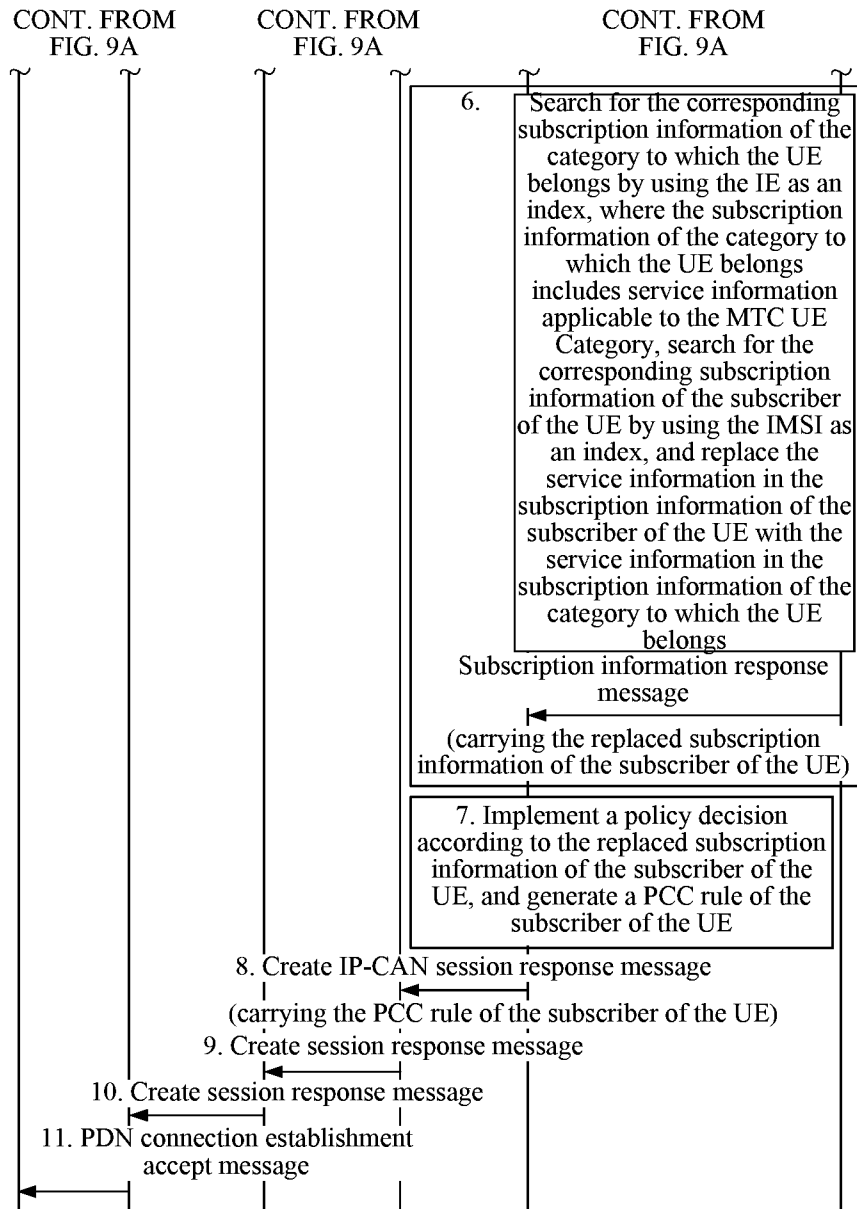 CONT. FROM
FIG. 9A
CONT. FROM
FIG. 9A
CONT. FROM
FIG. 9A
6.
Search for the corresponding
subscription information of the
category to which the UE
belongs by using the IE as an
index, where the subscription
information of the category to
which the UE belongs
includes service information
applicable to the MTC UE
Category, search for the
corresponding subscription
information of the subscriber
of the UE by using the IMSI as
an index, and replace the
service information in the
subscription information of the
subscriber of the UE with the
service information in the
subscription information of the
category to which the UE
belongs
Subscription information response
message
(carrying the replaced subscription
information of the subscriber of the UE)
7. Implement a policy decision
according to the replaced subscription
information of the subscriber of the
UE, and generate a PCC rule of the
subscriber of the UE
8. Create IP-CAN session response message
(carrying the PCC rule of the subscriber of the UE)
9. Create session response message
10. Create session response message
11. PDN connection establishment
accept message